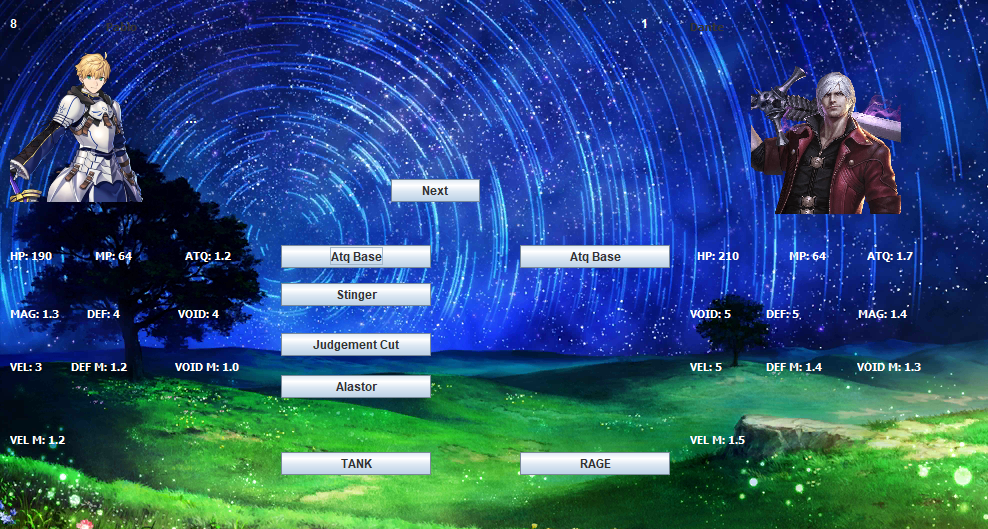 8 1
Next
HP: 190 MP: 64 ATQ: 1.2 Atq Base Atq Base HP: 210 MP: 64 ATQ: 1.7
Stinger
MAG: 1.3 DEF: 4 VOID: 4 VOID: 5 DEF: 5 MAG: 1.4
Judgement Cut
VEL: 3 DEF M: 1.2 VOID M: 1.0 VEL: 5 DEF M: 1.4 VOID M: 1.3
Alastor
VEL M: 1.2 VEL M: 1.5
TANK RAGE